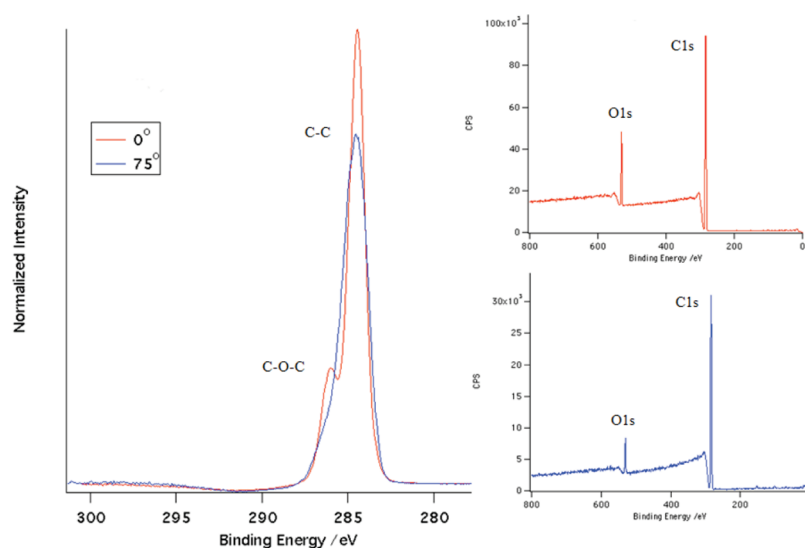 Normalized Intensity
0°
75°
C-C
C-O-C
300 295 290 285 280
Binding Energy /eV
100x10³
80
60
40
20
0
CPS
O1s
C1s
800 600 400 200 0
Binding Energy /eV
30x10³
25
20
15
10
5
0
CPS
O1s
C1s
800 600 400 200
Binding Energy /eV